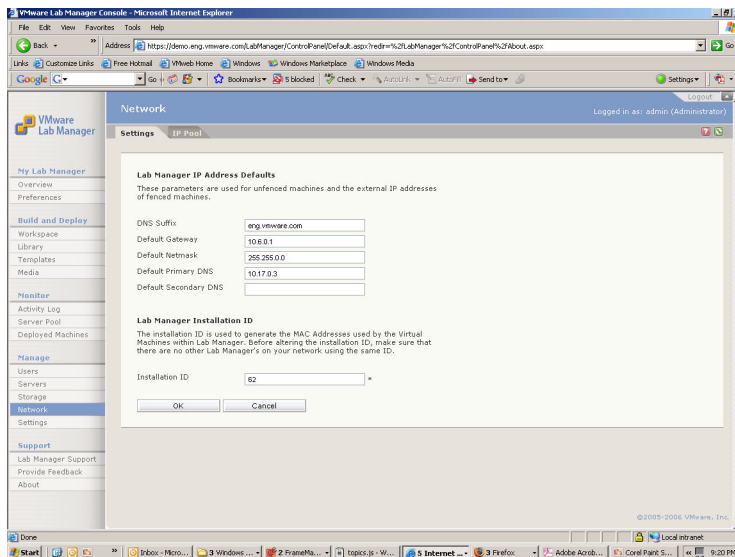 VMware Lab Manager Console - Microsoft Internet Explorer
File Edit View Favorites Tools Help
Back » Address https://demo.eng.vmware.com/LabManager/ControlPanel/Default.aspx?redir=%2fLabManager%2fControlPanel%2fAbout.aspx Go
Links Customize Links Free Hotmail VMweb Home Windows Windows Marketplace Windows Media
Google G Go Bookmarks 5 blocked Check AutoLink AutoFill Send to Settings
Logout
VMware
Lab Manager
Network
Logged in as: admin (Administrator)
Settings IP Pool
My Lab Manager
Overview
Preferences
Build and Deploy
Workspace
Library
Templates
Media
Monitor
Activity Log
Server Pool
Deployed Machines
Manage
Users
Servers
Storage
Network
Settings
Support
Lab Manager Support
Provide Feedback
About
Lab Manager IP Address Defaults
These parameters are used for unfenced machines and the external IP addresses
of fenced machines.
DNS Suffix eng.vmware.com
Default Gateway 10.6.0.1
Default Netmask 255.255.0.0
Default Primary DNS 10.17.0.3
Default Secondary DNS
Lab Manager Installation ID
The installation ID is used to generate the MAC Addresses used by the Virtual
Machines within Lab Manager. Before altering the installation ID, make sure that
there are no other Lab Manager's on your network using the same ID.
Installation ID 62 *
OK Cancel
©2005-2006 VMware, Inc.
Done Local intranet
Start » Inbox - Micro... 3 Windows ... 2 FrameMa... topics.js - W... 5 Internet ... 3 Firefox Adobe Acrob... Corel Paint S... « 9:20 PM